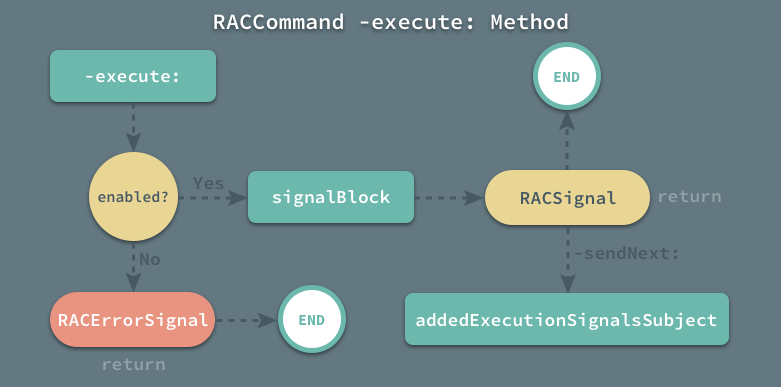 RACCommand -execute: Method
-execute:
END
enabled?
Yes
signalBlock
RACSignal
return
No
-sendNext:
RACErrorSignal
END
addedExecutionSignalsSubject
return